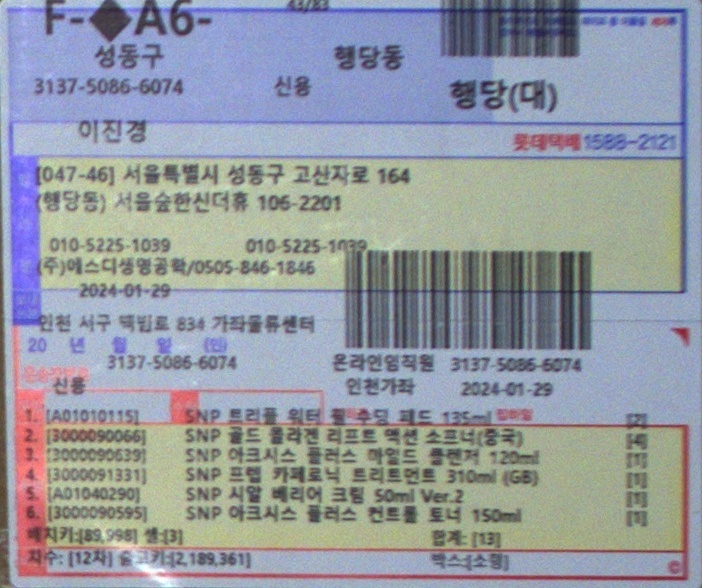 F-◆A6-
43/83
성동구 행당동
3137-5086-6074 신용 행당(대)
이진경
롯데택배 1588-2121
[047-46] 서울특별시 성동구 고산자로 164
(행당동) 서울숲한신더휴 106-2201
010-5225-1039 010-5225-1039
(주)에스디생명공학/0505-846-1846
2024-01-29
인천 서구 백범로 834 가좌물류센터
20 년 월 일 (인)
3137-5086-6074 온라인임직원 3137-5086-6074
신용 인천가좌 2024-01-29
1. [A01010115] SNP 트리플 워터 필 수딩 패드 135ml [2]
2. [3000090066] SNP 골드 콜라겐 리프트 액션 소프너(중국) [4]
3. [3000090639] SNP 아크시스 플러스 마일드 클렌저 120ml [1]
4. [3000091331] SNP 프렙 카페로닉 트리트먼트 310ml (GB) [1]
5. [A01040290] SNP 시알 베리어 크림 50ml Ver.2 [1]
6. [3000090595] SNP 아크시스 플러스 컨트롤 토너 150ml [1]
배치키:[89,998] 셀:[3] 합계: [13]
차수: [12차] 출고키:[2,189,361] 박스:[소형]